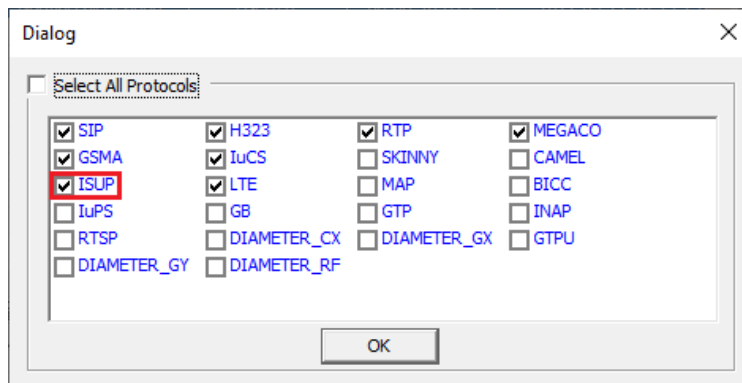 Dialog
Select All Protocols
SIP H323 RTP MEGACO
GSMA IuCS SKINNY CAMEL
ISUP LTE MAP BICC
IuPS GB GTP INAP
RTSP DIAMETER_CX DIAMETER_GX GTPU
DIAMETER_GY DIAMETER_RF
OK